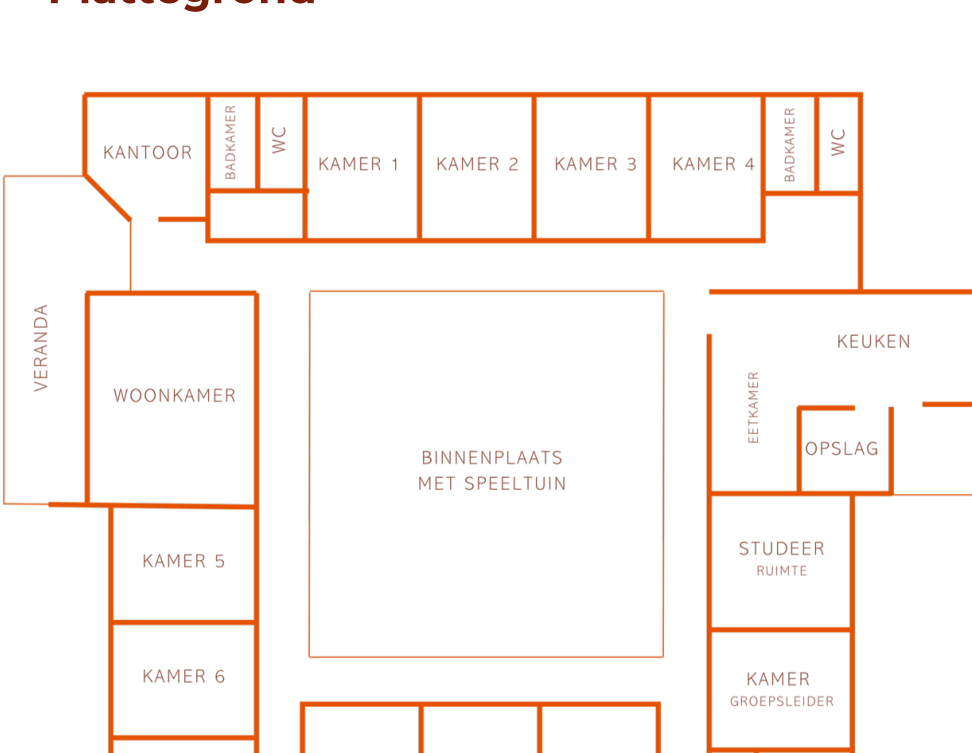 Plattegrond
KANTOOR
BADKAMER
WC
KAMER 1
KAMER 2
KAMER 3
KAMER 4
BADKAMER
WC
VERANDA
WOONKAMER
BINNENPLAATS
MET SPEELTUIN
KEUKEN
EETKAMER
OPSLAG
KAMER 5
STUDEER
RUIMTE
KAMER 6
KAMER
GROEPSLEIDER